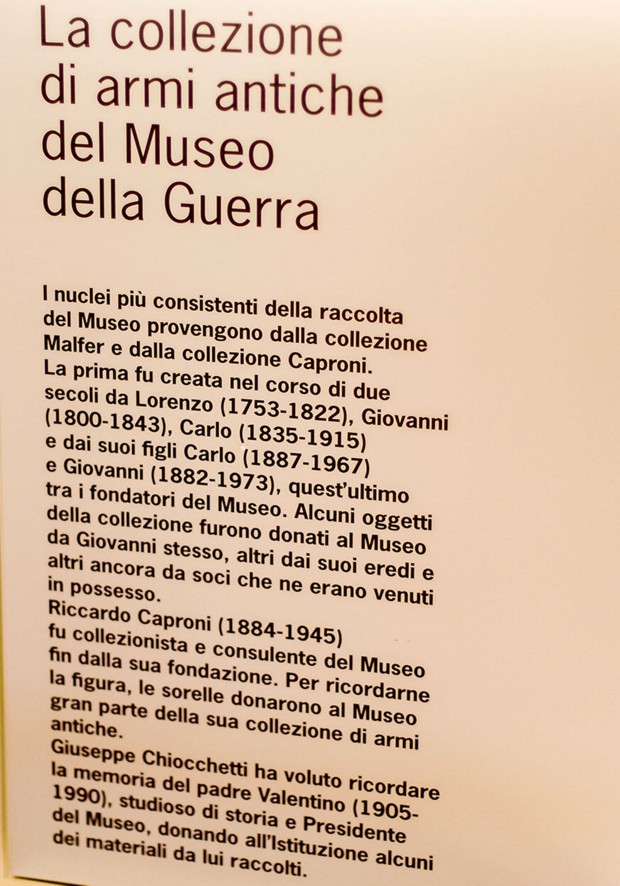 La collezione
di armi antiche
del Museo
della Guerra
I nuclei più consistenti della raccolta
del Museo provengono dalla collezione
Malfer e dalla collezione Caproni.
La prima fu creata nel corso di due
secoli da Lorenzo (1753-1822), Giovanni
(1800-1843), Carlo (1835-1915)
e dai suoi figli Carlo (1887-1967)
e Giovanni (1882-1973), quest'ultimo
tra i fondatori del Museo. Alcuni oggetti
della collezione furono donati al Museo
da Giovanni stesso, altri dai suoi eredi e
altri ancora da soci che ne erano venuti
in possesso.
Riccardo Caproni (1884-1945)
fu collezionista e consulente del Museo
fin dalla sua fondazione. Per ricordarne
la figura, le sorelle donarono al Museo
gran parte della sua collezione di armi
antiche.
Giuseppe Chiocchetti ha voluto ricordare
la memoria del padre Valentino (1905-
1990), studioso di storia e Presidente
del Museo, donando all'Istituzione alcuni
dei materiali da lui raccolti.